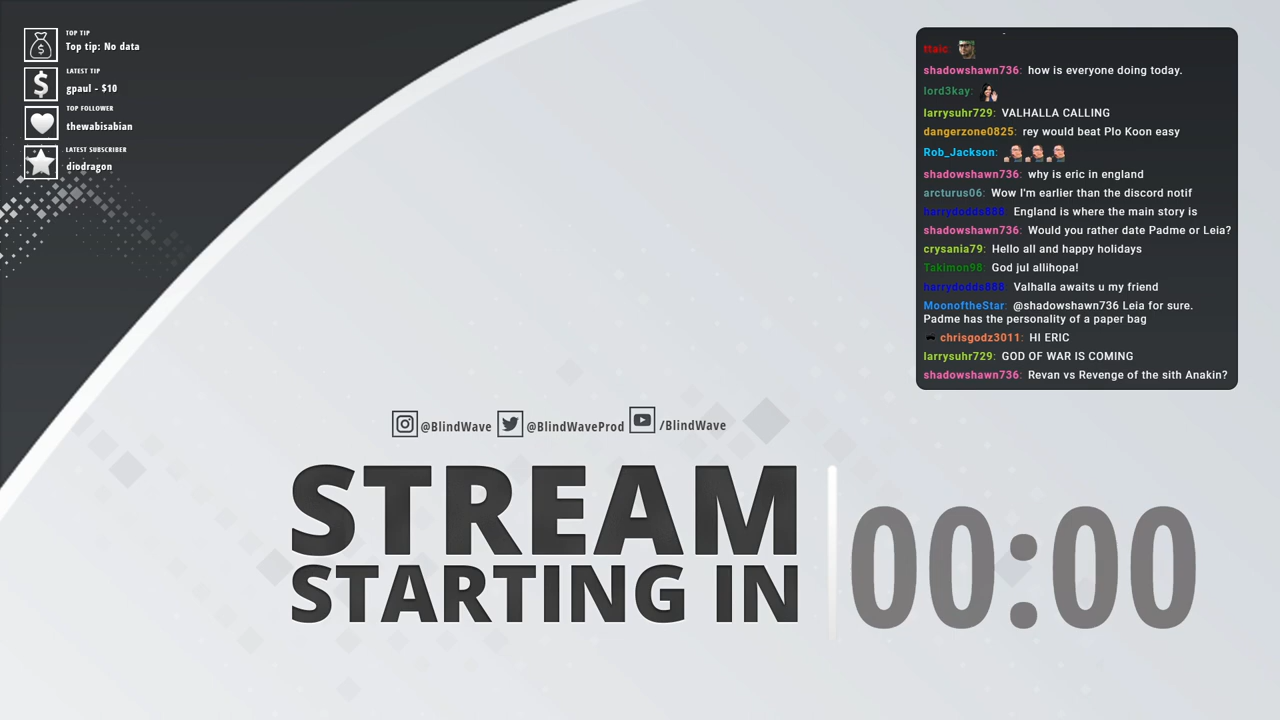 TOP TIP
Top tip: No data
LATEST TIP
gpaul - $10
TOP FOLLOWER
thewabisabian
LATEST SUBSCRIBER
diodragon
ttaic:
shadowshawn736: how is everyone doing today.
lord3kay:
larrysuhr729: VALHALLA CALLING
dangerzone0825: rey would beat Plo Koon easy
Rob_Jackson:
shadowshawn736: why is eric in england
arcturus06: Wow I'm earlier than the discord notif
harrydodds888: England is where the main story is
shadowshawn736: Would you rather date Padme or Leia?
crysania79: Hello all and happy holidays
Takimon98: God jul allihopa!
harrydodds888: Valhalla awaits u my friend
MoonoftheStar: @shadowshawn736 Leia for sure.
Padme has the personality of a paper bag
chrisgodz3011: HI ERIC
larrysuhr729: GOD OF WAR IS COMING
shadowshawn736: Revan vs Revenge of the sith Anakin?
@BlindWave @BlindWaveProd /BlindWave
STREAM
STARTING IN
00:00